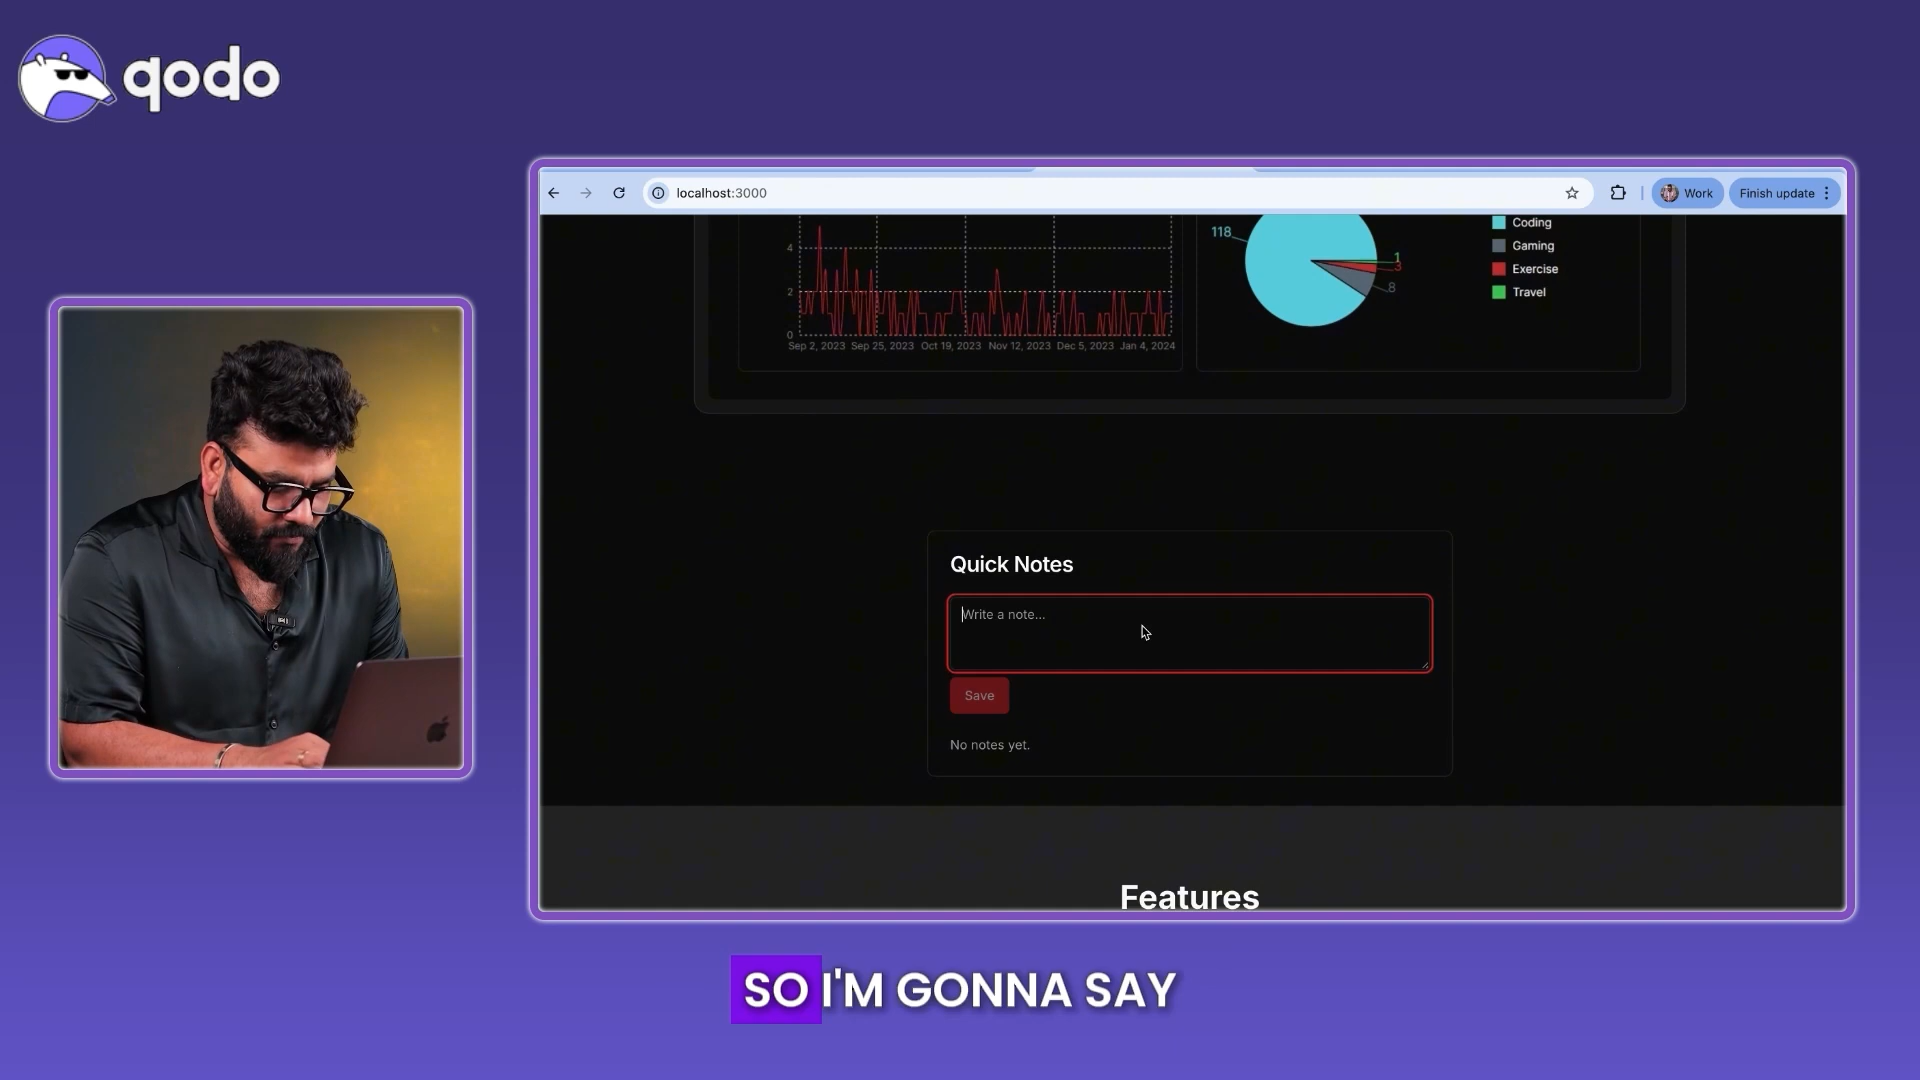 qodo
localhost:3000
Work
Finish update
4
2
0
Sep 2, 2023 Sep 25, 2023 Oct 19, 2023 Nov 12, 2023 Dec 5, 2023 Jan 4, 2024
118
1
3
8
Coding
Gaming
Exercise
Travel
Quick Notes
Write a note...
Save
No notes yet.
Features
SO I'M GONNA SAY